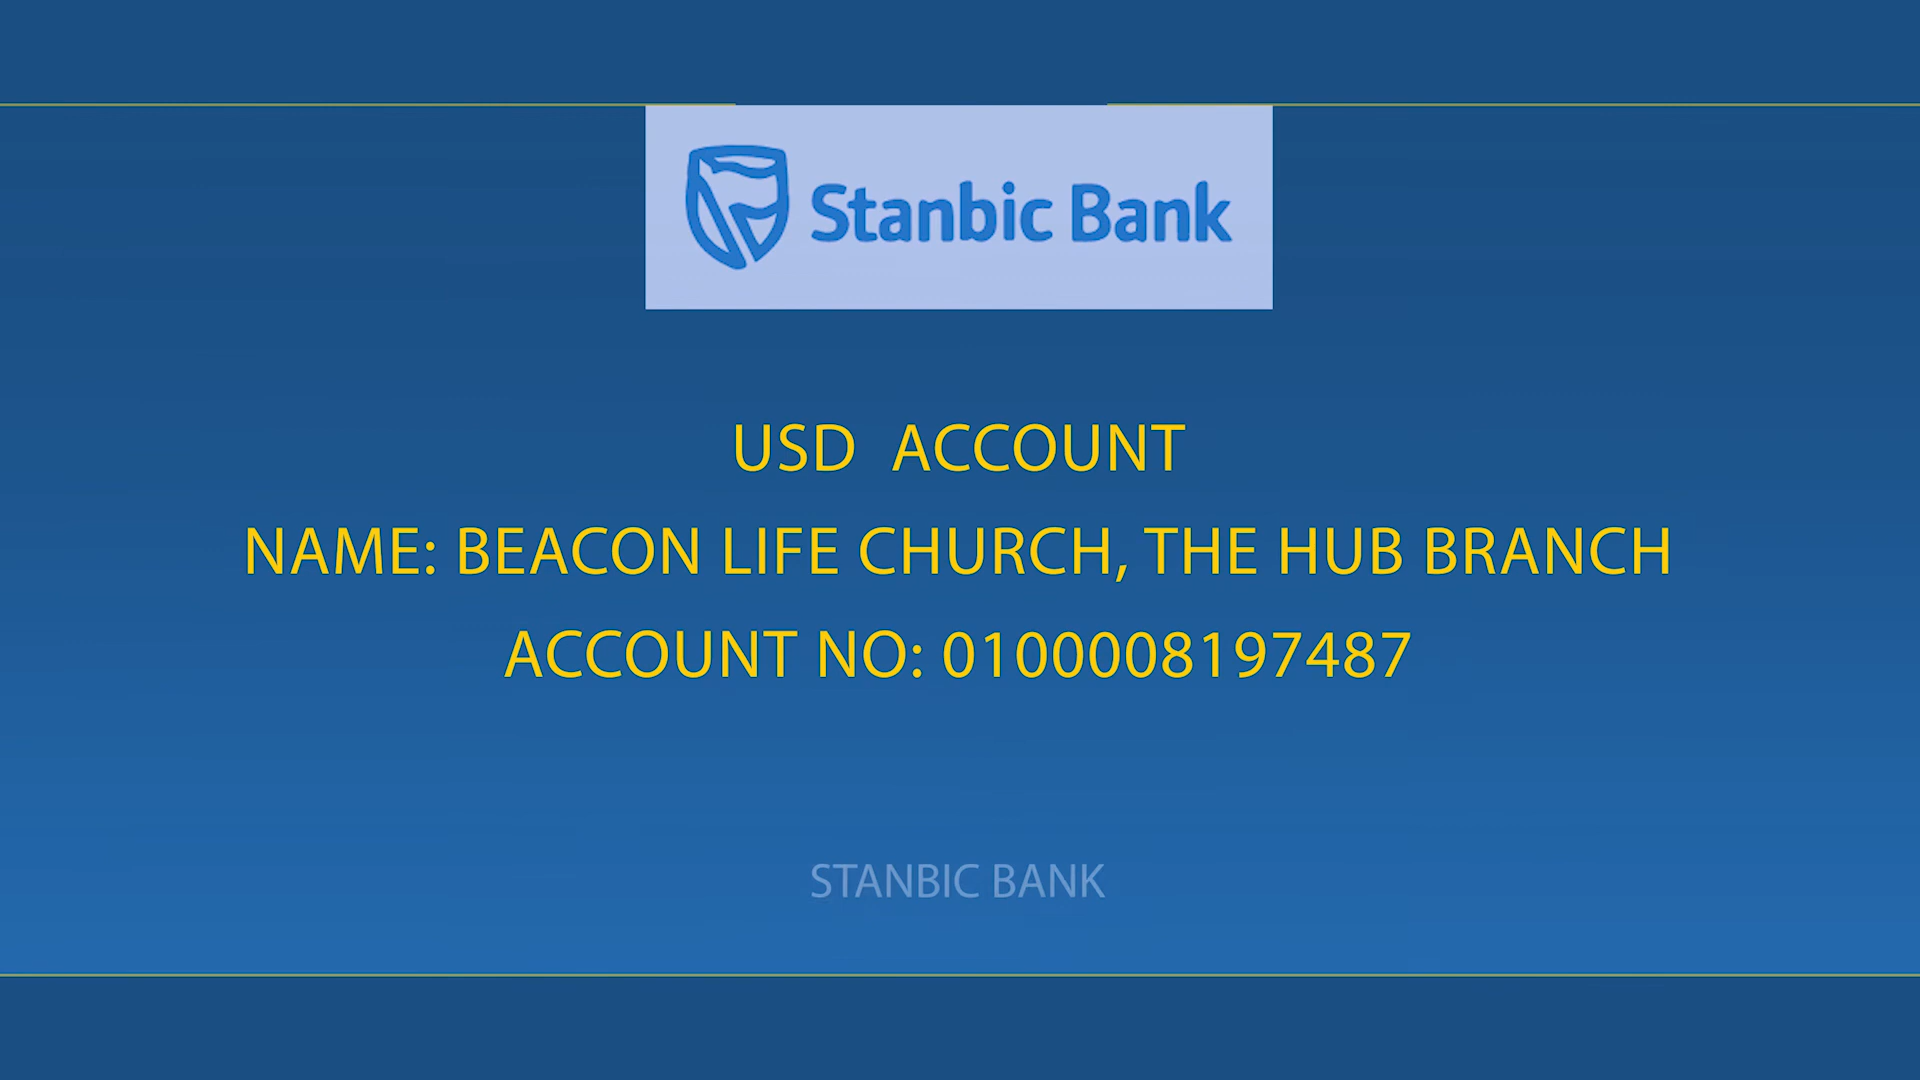 Stanbic Bank
USD ACCOUNT
NAME: BEACON LIFE CHURCH, THE HUB BRANCH
ACCOUNT NO: 0100008197487
STANBIC BANK